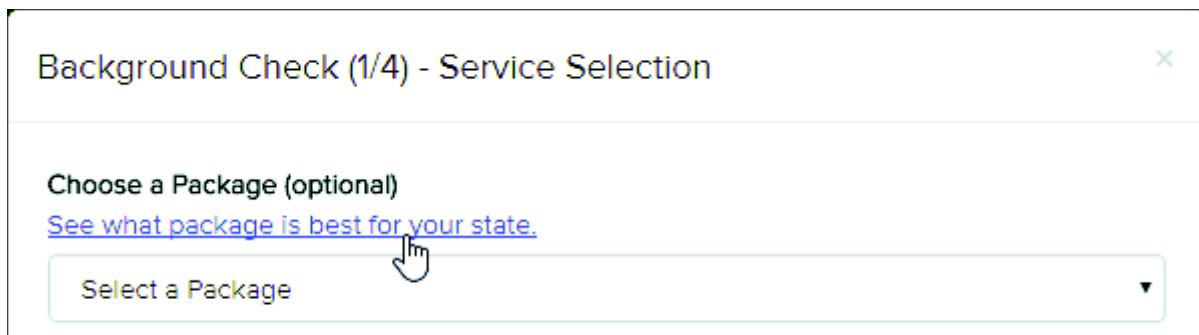 Background Check (1/4) - Service Selection
Choose a Package (optional)
See what package is best for your state.
Select a Package